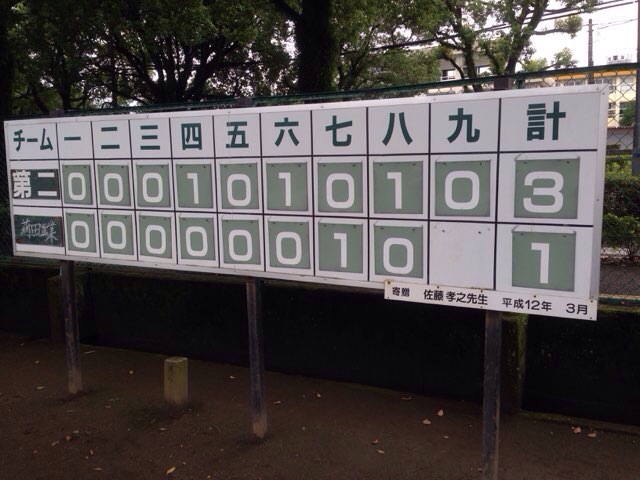 チーム 一 二 三 四 五 六 七 八 九 計
第二 0 0 0 1 0 1 0 1 0 3
0 0 0 0 0 0 1 0 1
寄贈 佐藤 孝之先生 平成12年 3月